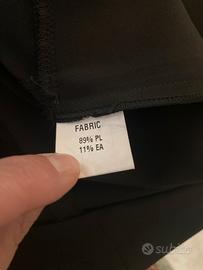 FABRIC
89% PL
11% EA
subito